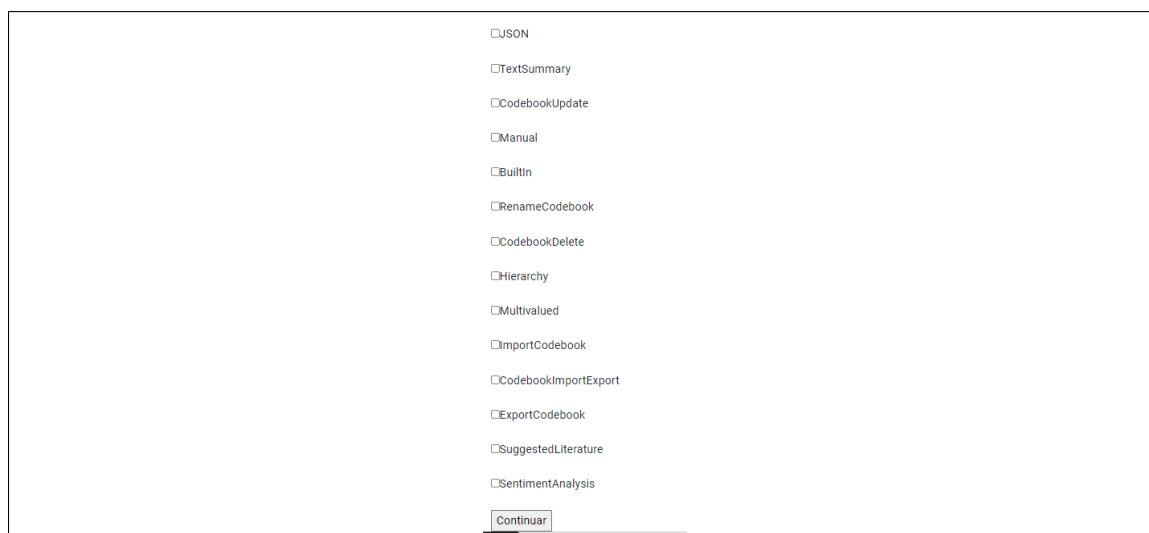 JSON
TextSummary
CodebookUpdate
Manual
BuiltIn
RenameCodebook
CodebookDelete
Hierarchy
Multivalued
ImportCodebook
CodebookImportExport
ExportCodebook
SuggestedLiterature
SentimentAnalysis
Continuar